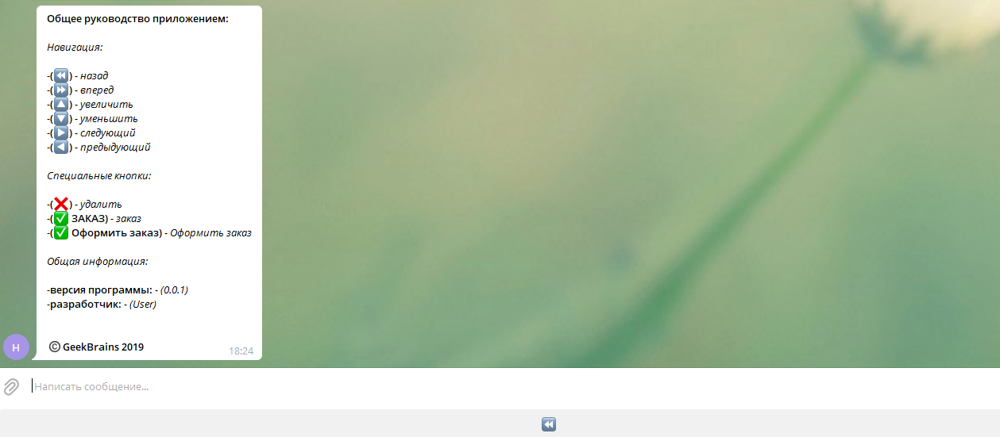 Общее руководство приложением:
Навигация:
-(⏪) - назад
-(⏩) - вперед
-(🔼) - увеличить
-(🔽) - уменьшить
-(▶️) - следующий
-(◀️) - предыдующий
Специальные кнопки:
-(❌) - удалить
-(✅ ЗАКАЗ) - заказ
-(✅ Оформить заказ) - Оформить заказ
Общая информация:
-версия программы: - (0.0.1)
-разработчик: - (User)
©️ GeekBrains 2019
18:24
Н
Написать сообщение...
⏪